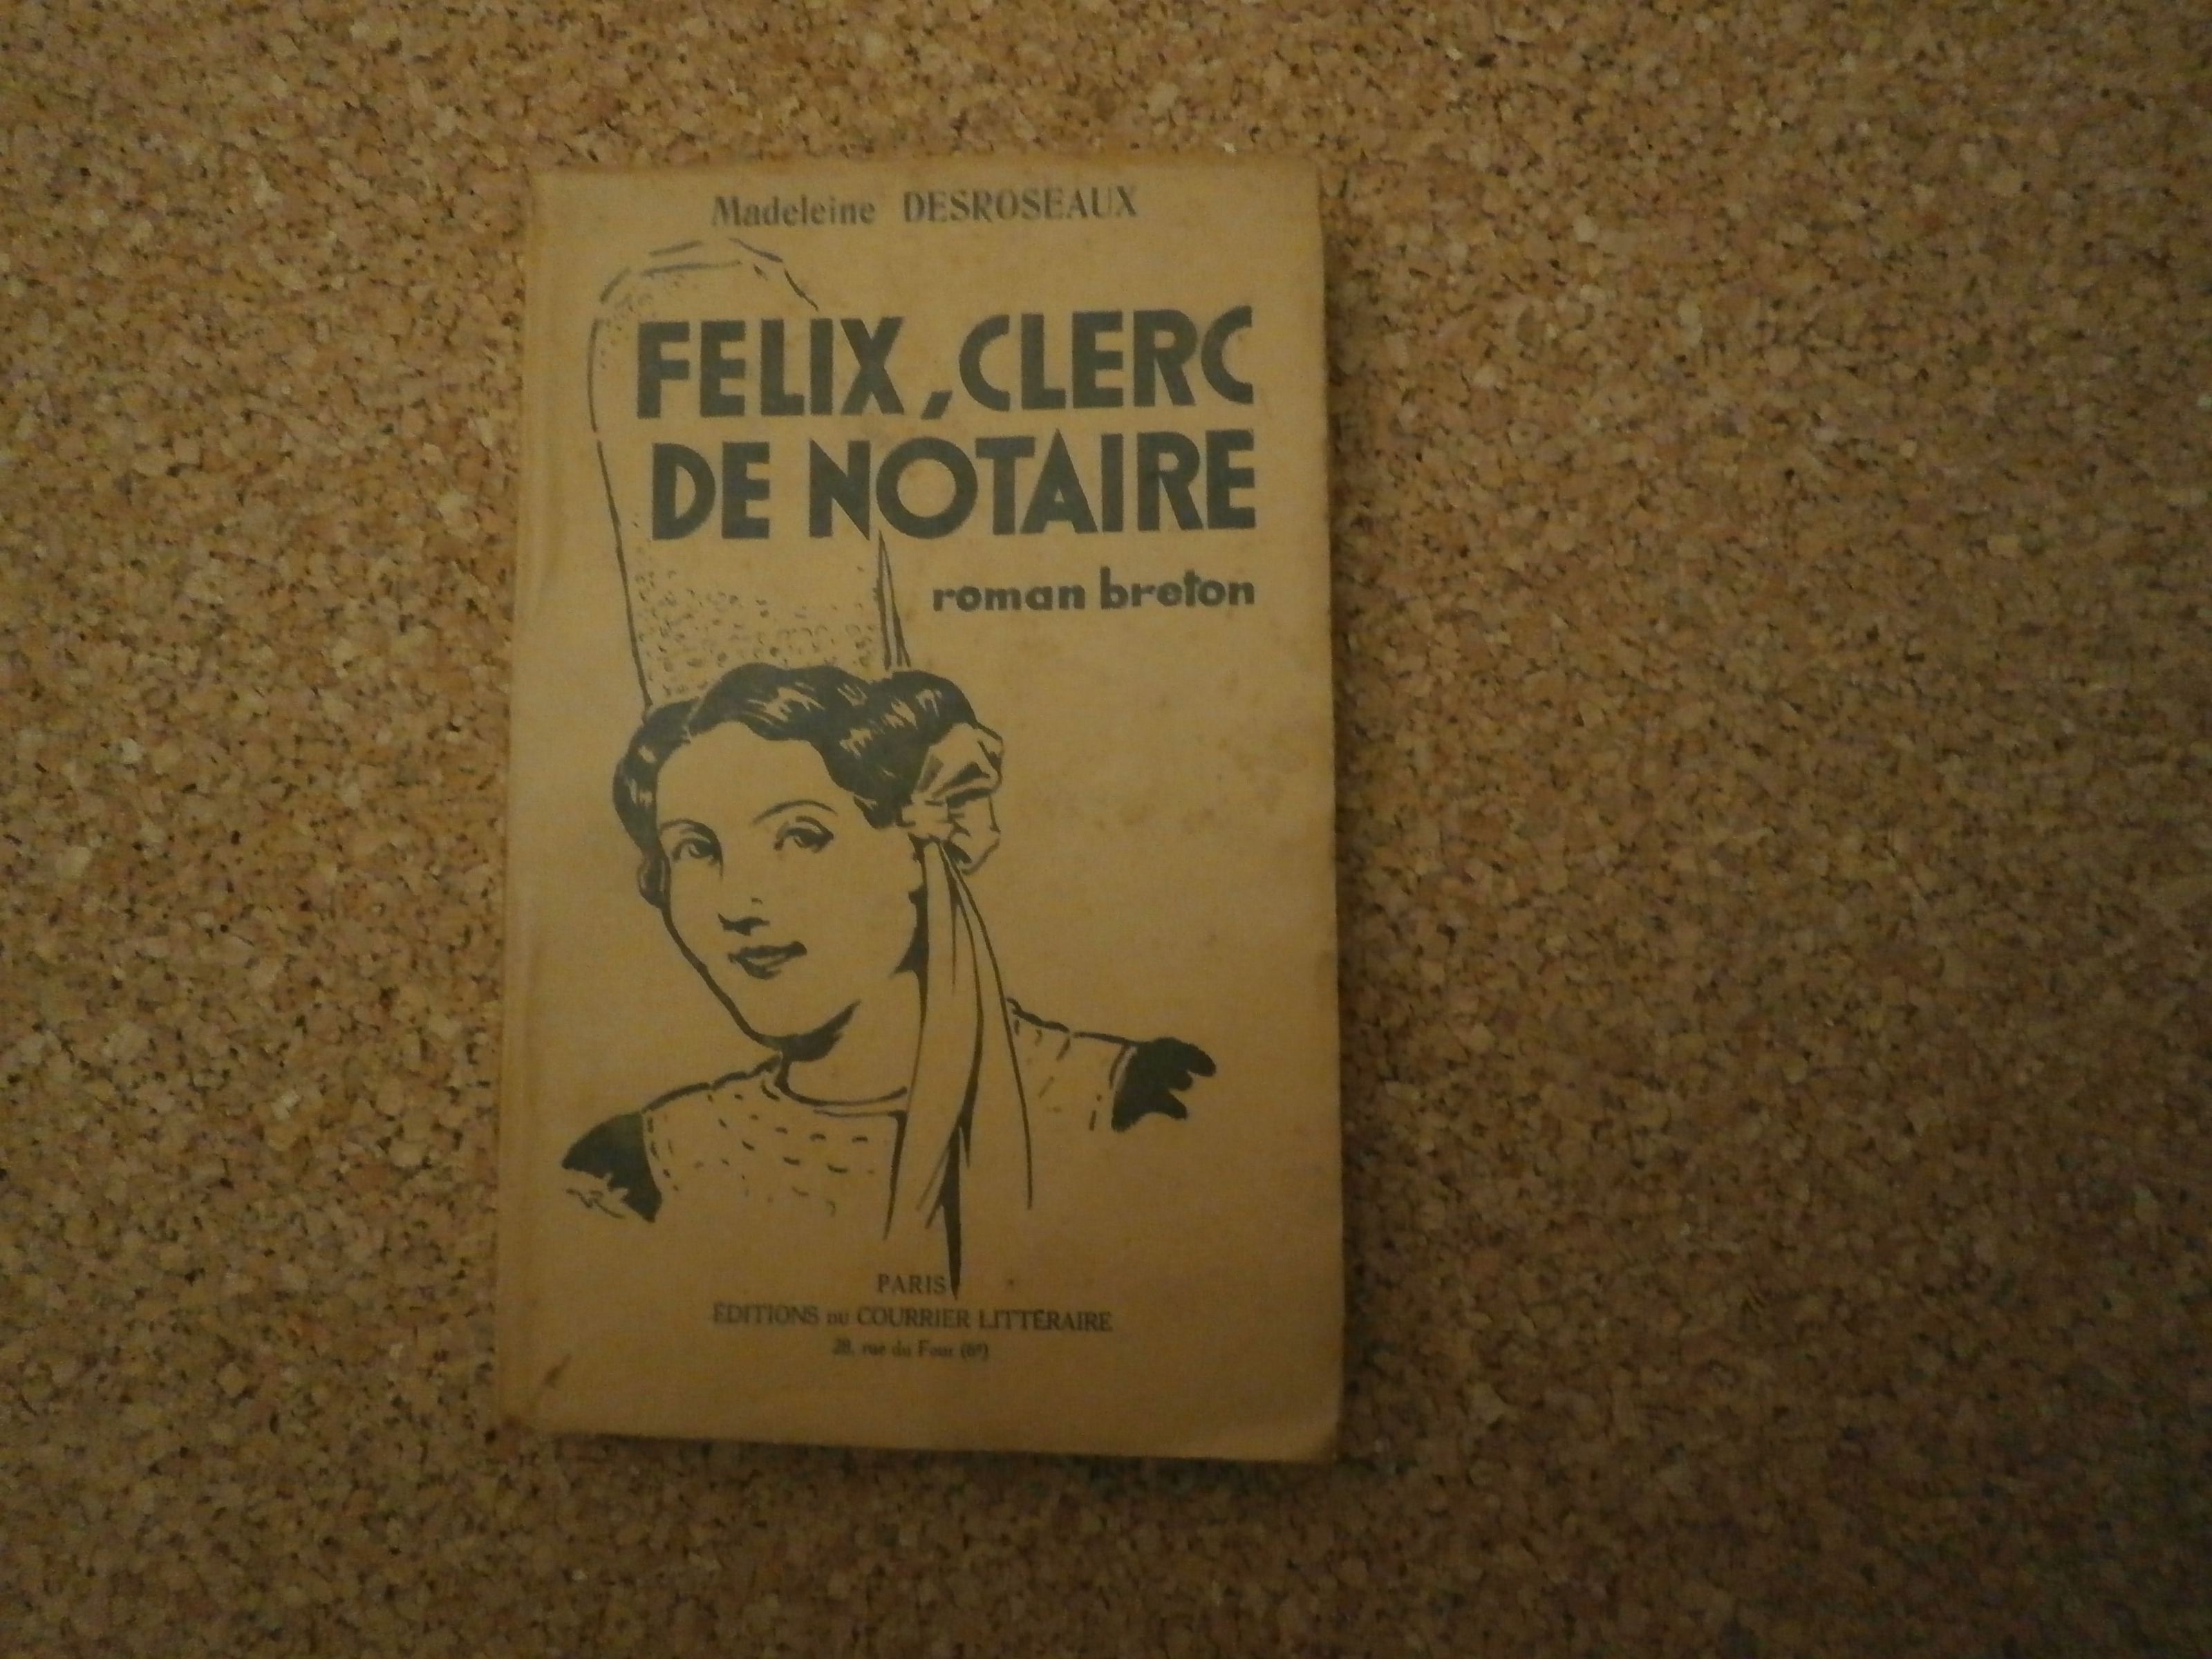 Madeleine DESROSEAUX
FELIX, CLERC
DE NOTAIRE
roman breton
PARIS
EDITIONS DU COURRIER LITTERAIRE
28, rue du Four (6e)